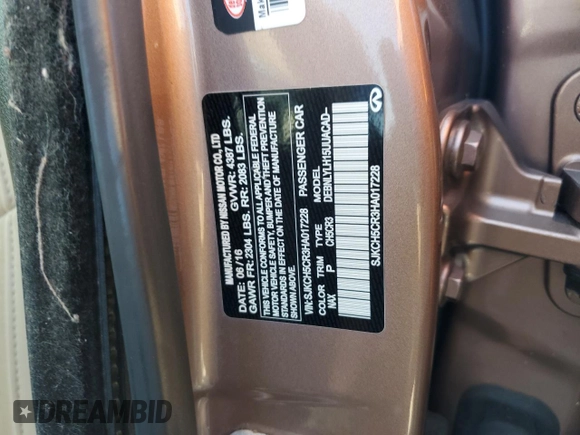 MANUFACTURED BY NISSAN MOTOR CO., LTD
DATE: 06/16 GVWR: 4387 LBS.
GAWR FR: 2304 LBS. RR: 2083 LBS.
THIS VEHICLE CONFORMS TO ALL APPLICABLE FEDERAL
MOTOR VEHICLE SAFETY, BUMPER AND THEFT PREVENTION
STANDARDS IN EFFECT ON THE DATE OF MANUFACTURE
SHOWN ABOVE.
VIN: SJKCH5CR3HA017228 PASSENGER CAR
COLOR TRIM TYPE MODEL
P CH5CR3 DEBNLYLH15UUACAD--
SJKCH5CR3HA017228
DREAMBID